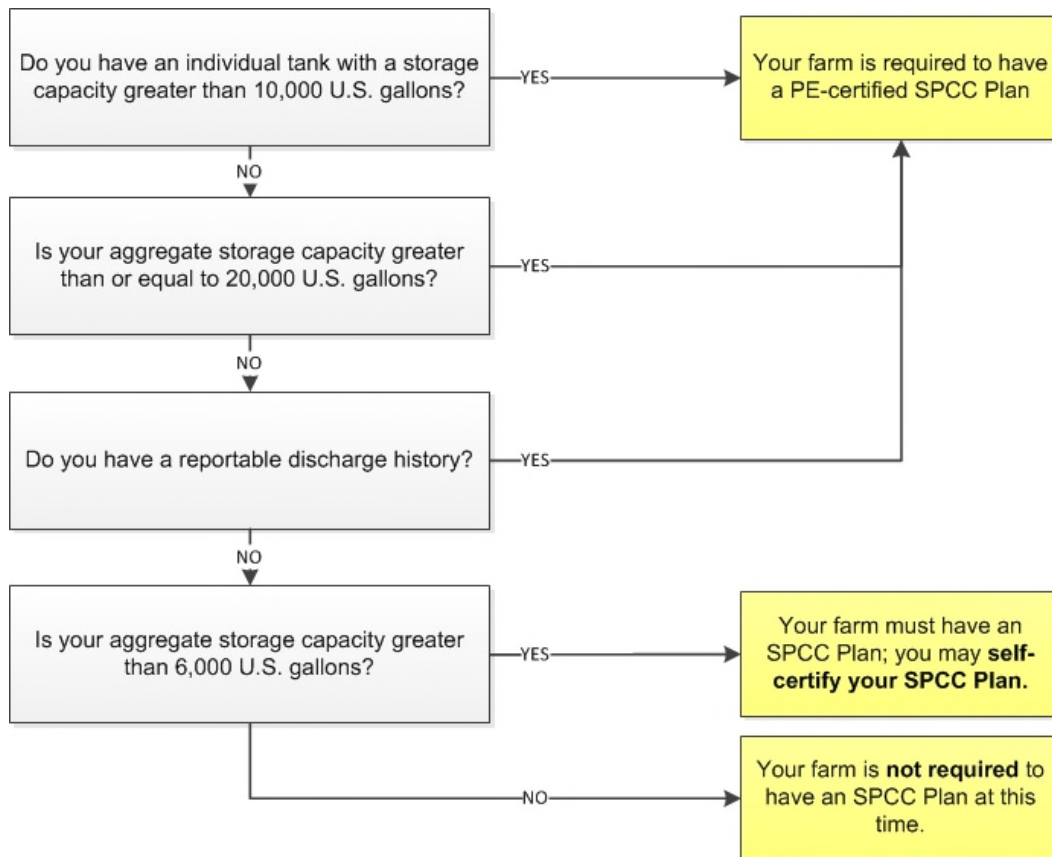 Do you have an individual tank with a storage
capacity greater than 10,000 U.S. gallons?
YES
Your farm is required to have
a PE-certified SPCC Plan
NO
Is your aggregate storage capacity greater
than or equal to 20,000 U.S. gallons?
YES
NO
Do you have a reportable discharge history?
YES
NO
Is your aggregate storage capacity greater
than 6,000 U.S. gallons?
YES
Your farm must have an
SPCC Plan; you may self-
certify your SPCC Plan.
NO
Your farm is not required to
have an SPCC Plan at this
time.